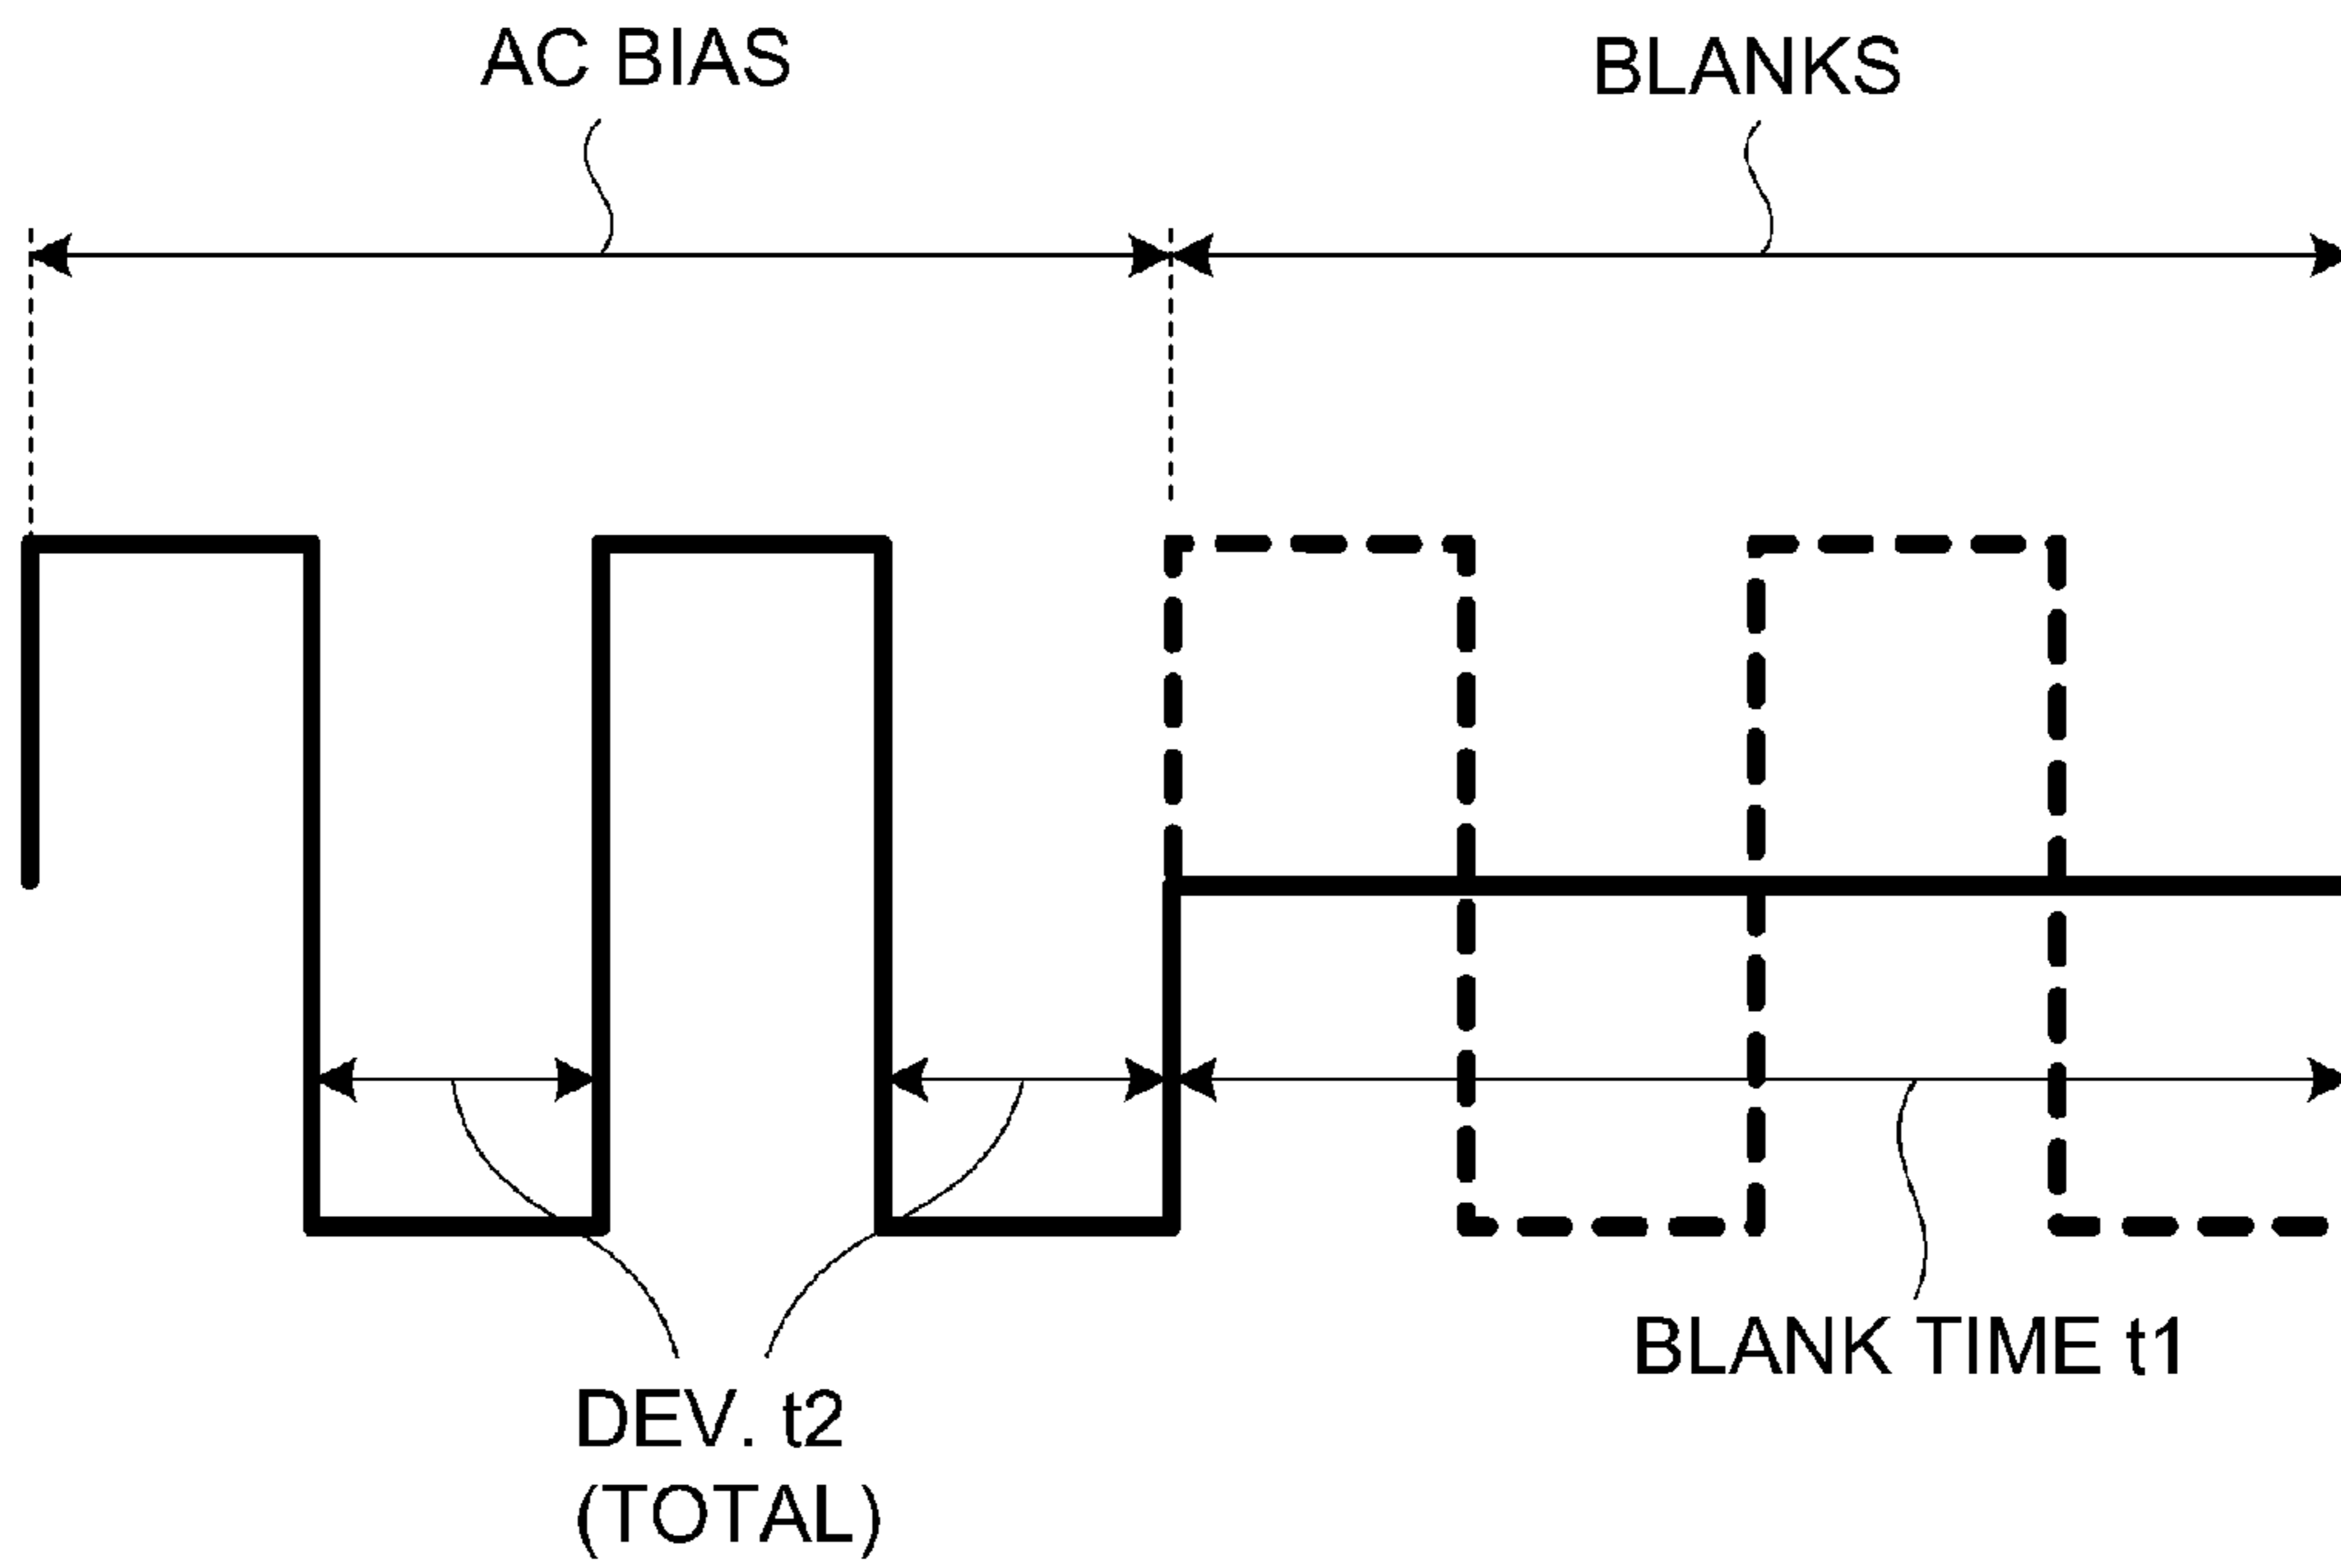 AC BIAS
BLANKS
BLANK TIME t1
DEV. t2
(TOTAL)